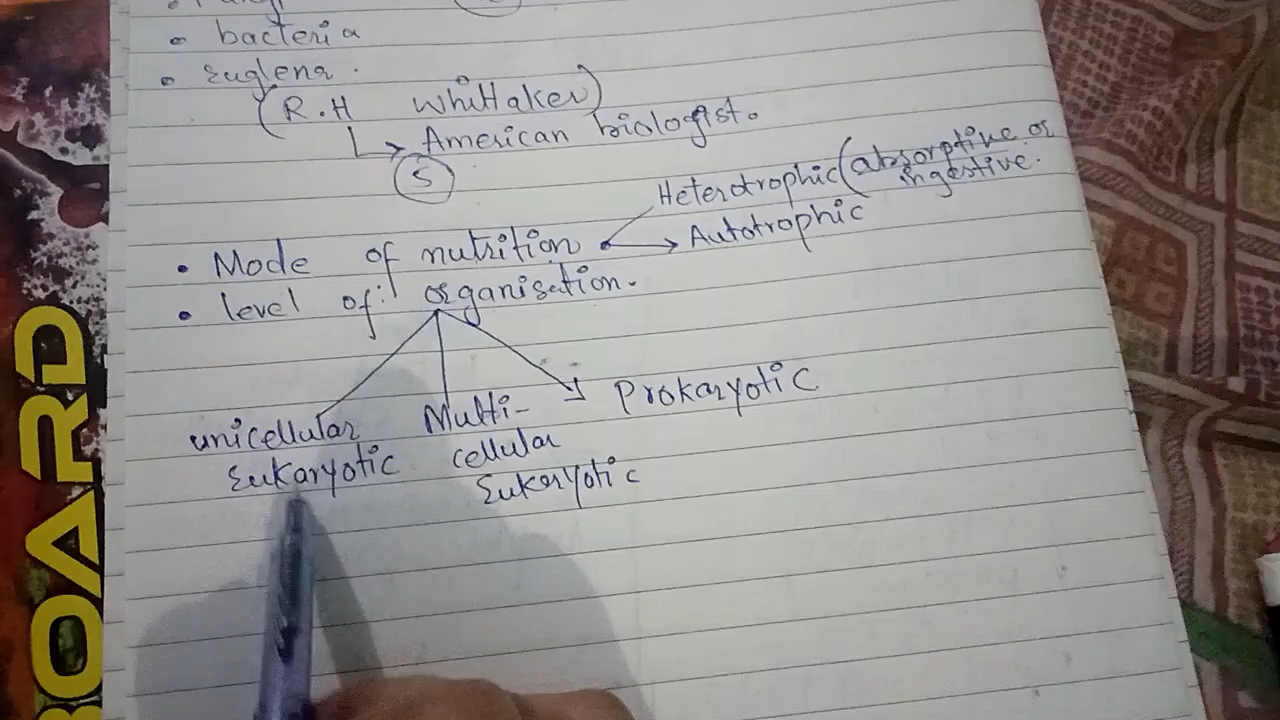 • bacteria
• Euglena.
(R.H Whittaker)
↳ American biologist.
5
Heterotrophic (absorptive or
ingestive.
• Mode of nutrition → Autotrophic
• level of organisation.
unicellular Multi- Prokaryotic
Eukaryotic cellular
Eukaryotic
OARD